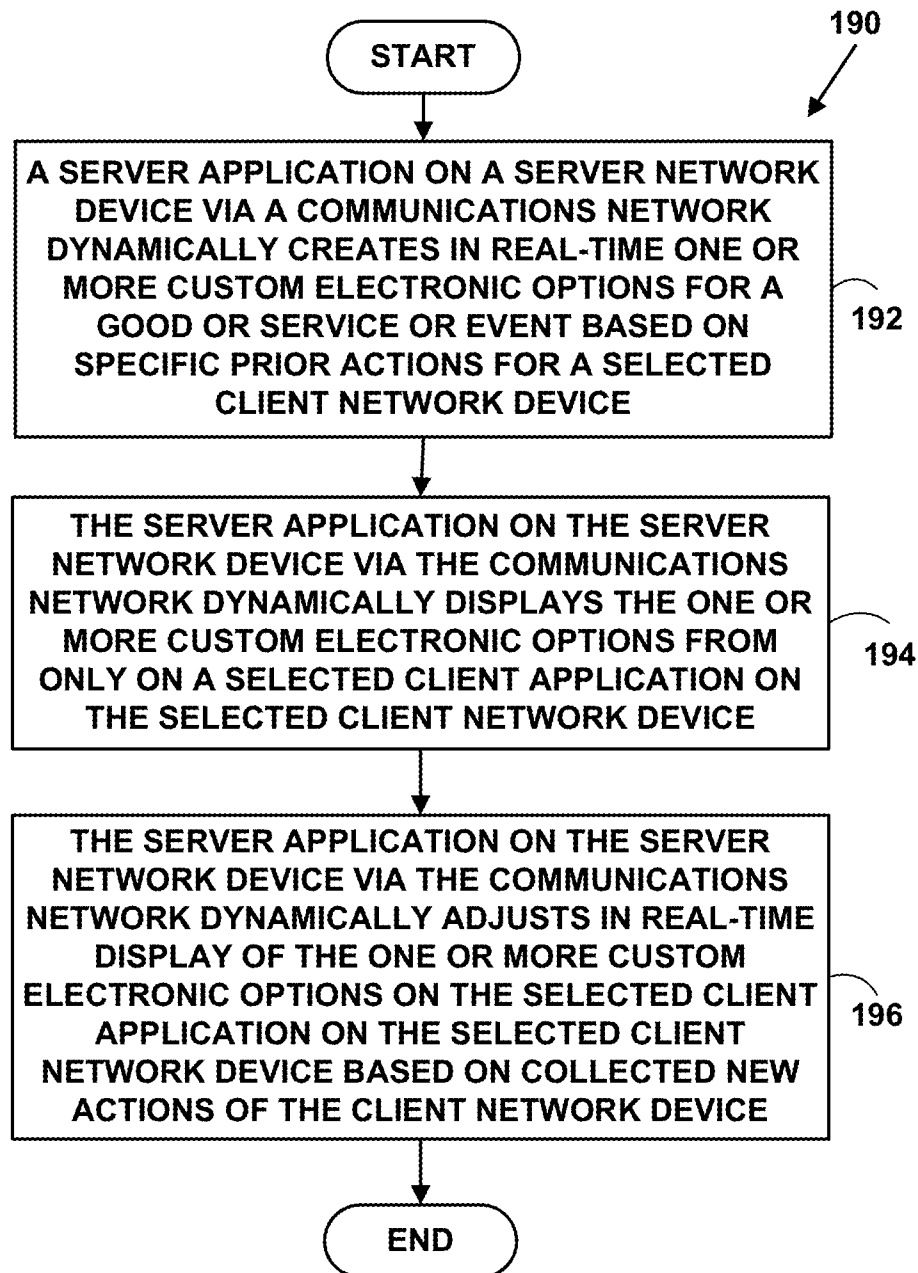 190
START
A SERVER APPLICATION ON A SERVER NETWORK
DEVICE VIA A COMMUNICATIONS NETWORK
DYNAMICALLY CREATES IN REAL-TIME ONE OR
MORE CUSTOM ELECTRONIC OPTIONS FOR A
GOOD OR SERVICE OR EVENT BASED ON
SPECIFIC PRIOR ACTIONS FOR A SELECTED
CLIENT NETWORK DEVICE
192
THE SERVER APPLICATION ON THE SERVER
NETWORK DEVICE VIA THE COMMUNICATIONS
NETWORK DYNAMICALLY DISPLAYS THE ONE OR
MORE CUSTOM ELECTRONIC OPTIONS FROM
ONLY ON A SELECTED CLIENT APPLICATION ON
THE SELECTED CLIENT NETWORK DEVICE
194
THE SERVER APPLICATION ON THE SERVER
NETWORK DEVICE VIA THE COMMUNICATIONS
NETWORK DYNAMICALLY ADJUSTS IN REAL-TIME
DISPLAY OF THE ONE OR MORE CUSTOM
ELECTRONIC OPTIONS ON THE SELECTED CLIENT
APPLICATION ON THE SELECTED CLIENT
NETWORK DEVICE BASED ON COLLECTED NEW
ACTIONS OF THE CLIENT NETWORK DEVICE
196
END